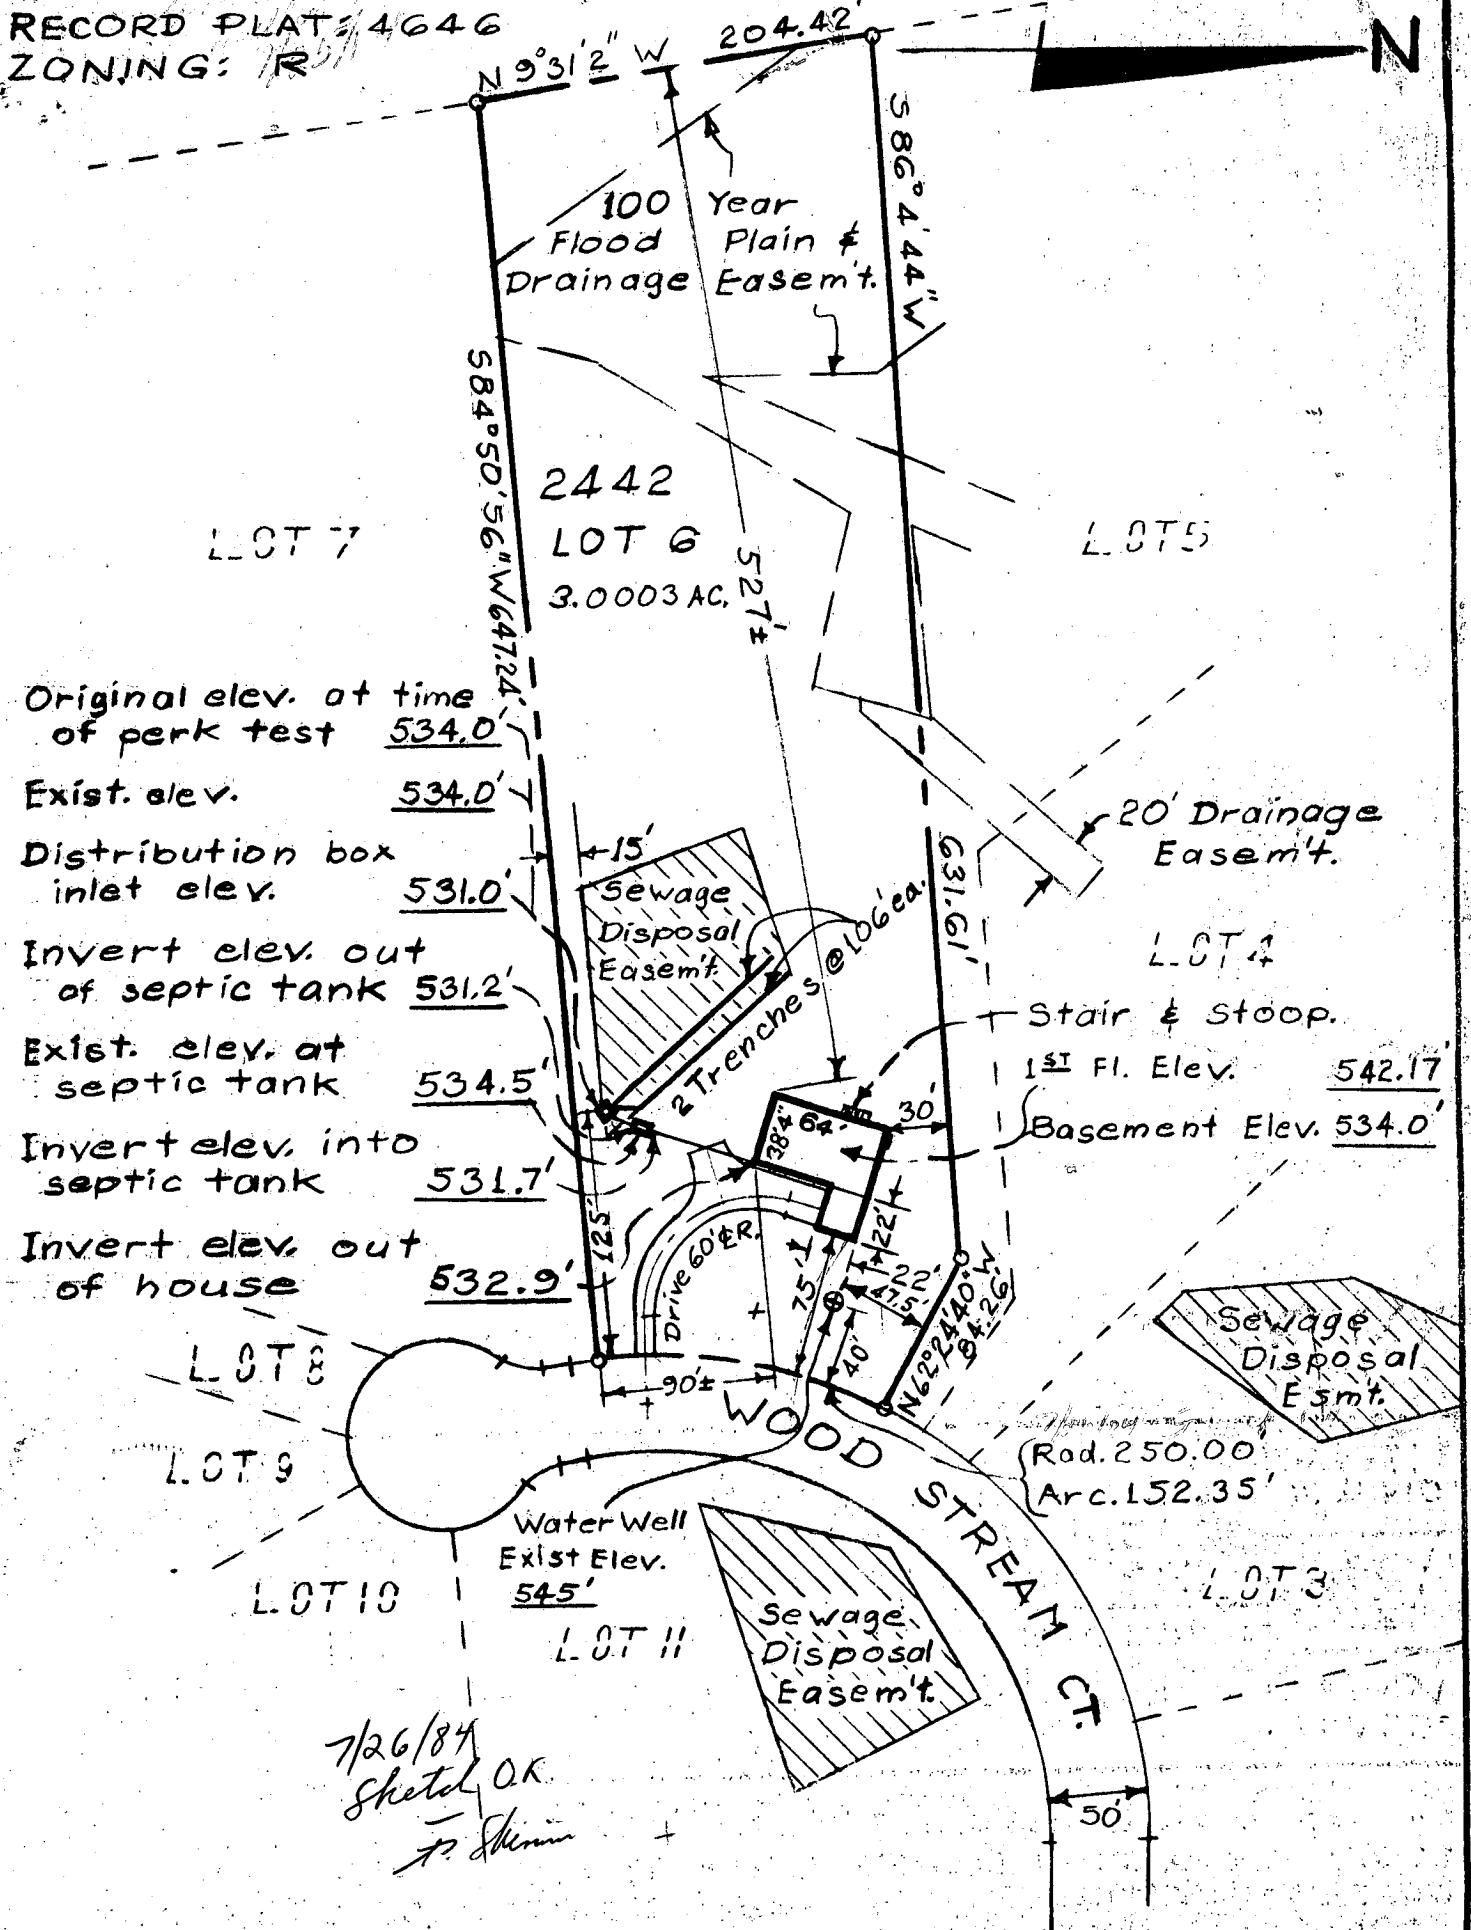 RECORD PLAT: 4646
ZONING: R
N 9°31'2" W 204.42'
N
S 86° 4' 44" W
631.61'
100 Year
Flood Plain &
Drainage Easem't.
S84°50'56"W 647.24'
2442
LOT 6
3.0003 AC.
527'±
LOT 7
LOT 5
Original elev. at time
of perk test 534.0'
Exist. elev. 534.0'
Distribution box
inlet elev. 531.0'
Invert elev. out
of septic tank 531.2'
Exist. elev. at
septic tank 534.5'
Invert elev. into
septic tank 531.7'
Invert elev. out
of house 532.9'
15'
Sewage
Disposal
Easem't.
2 Trenches @ 106' ea.
20' Drainage
Easem't.
LOT 4
Stair & Stoop.
1ST Fl. Elev. 542.17'
Basement Elev. 534.0'
30'
64'
38'4"
22'
22'
47.5'
75'
40'
125'
Drive 60' ℄ R.
90'±
N62°24'40"W
84.26'
LOT 8
LOT 9
LOT 10
LOT 11
LOT 3
Sewage
Disposal
Esm't.
Rad. 250.00'
Arc. 152.35'
WOOD STREAM CT.
Water Well
Exist Elev.
545'
Sewage
Disposal
Easem't.
7/26/84
Sketch O.K.
50'